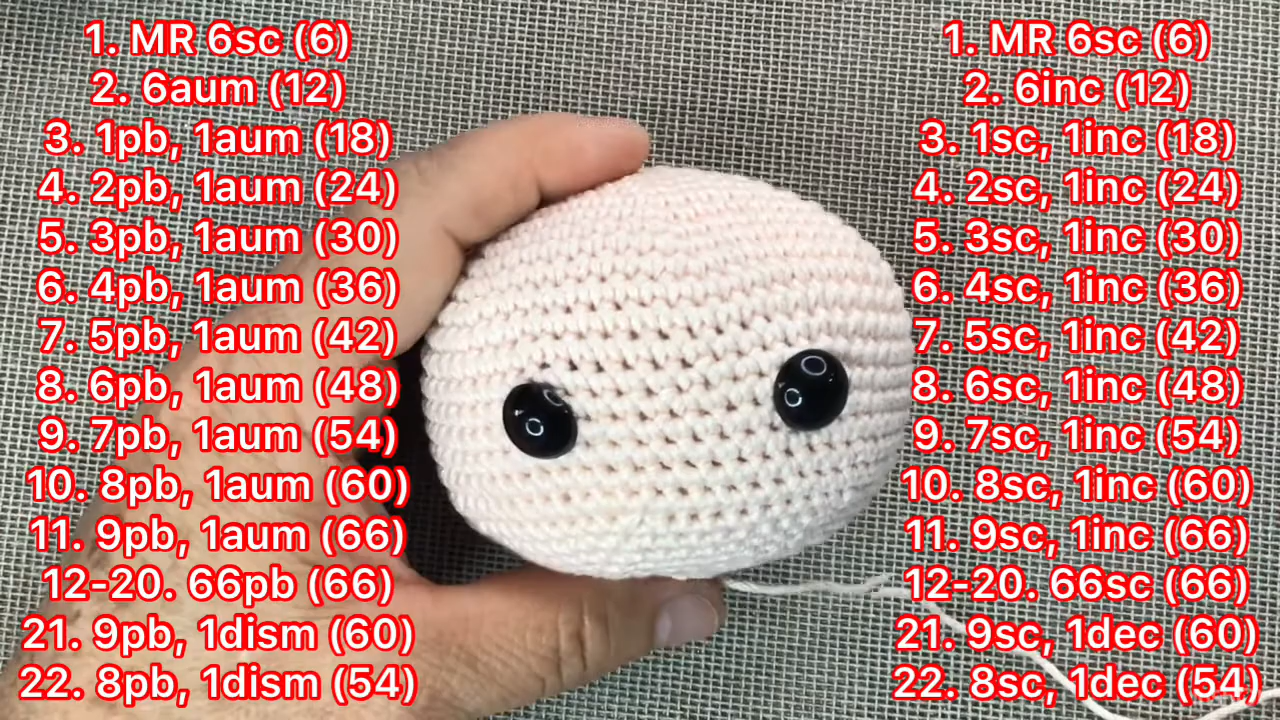 1. MR 6sc (6)
2. 6aum (12)
3. 1pb, 1aum (18)
4. 2pb, 1aum (24)
5. 3pb, 1aum (30)
6. 4pb, 1aum (36)
7. 5pb, 1aum (42)
8. 6pb, 1aum (48)
9. 7pb, 1aum (54)
10. 8pb, 1aum (60)
11. 9pb, 1aum (66)
12-20. 66pb (66)
21. 9pb, 1dism (60)
22. 8pb, 1dism (54)
1. MR 6sc (6)
2. 6inc (12)
3. 1sc, 1inc (18)
4. 2sc, 1inc (24)
5. 3sc, 1inc (30)
6. 4sc, 1inc (36)
7. 5sc, 1inc (42)
8. 6sc, 1inc (48)
9. 7sc, 1inc (54)
10. 8sc, 1inc (60)
11. 9sc, 1inc (66)
12-20. 66sc (66)
21. 9sc, 1dec (60)
22. 8sc, 1dec (54)